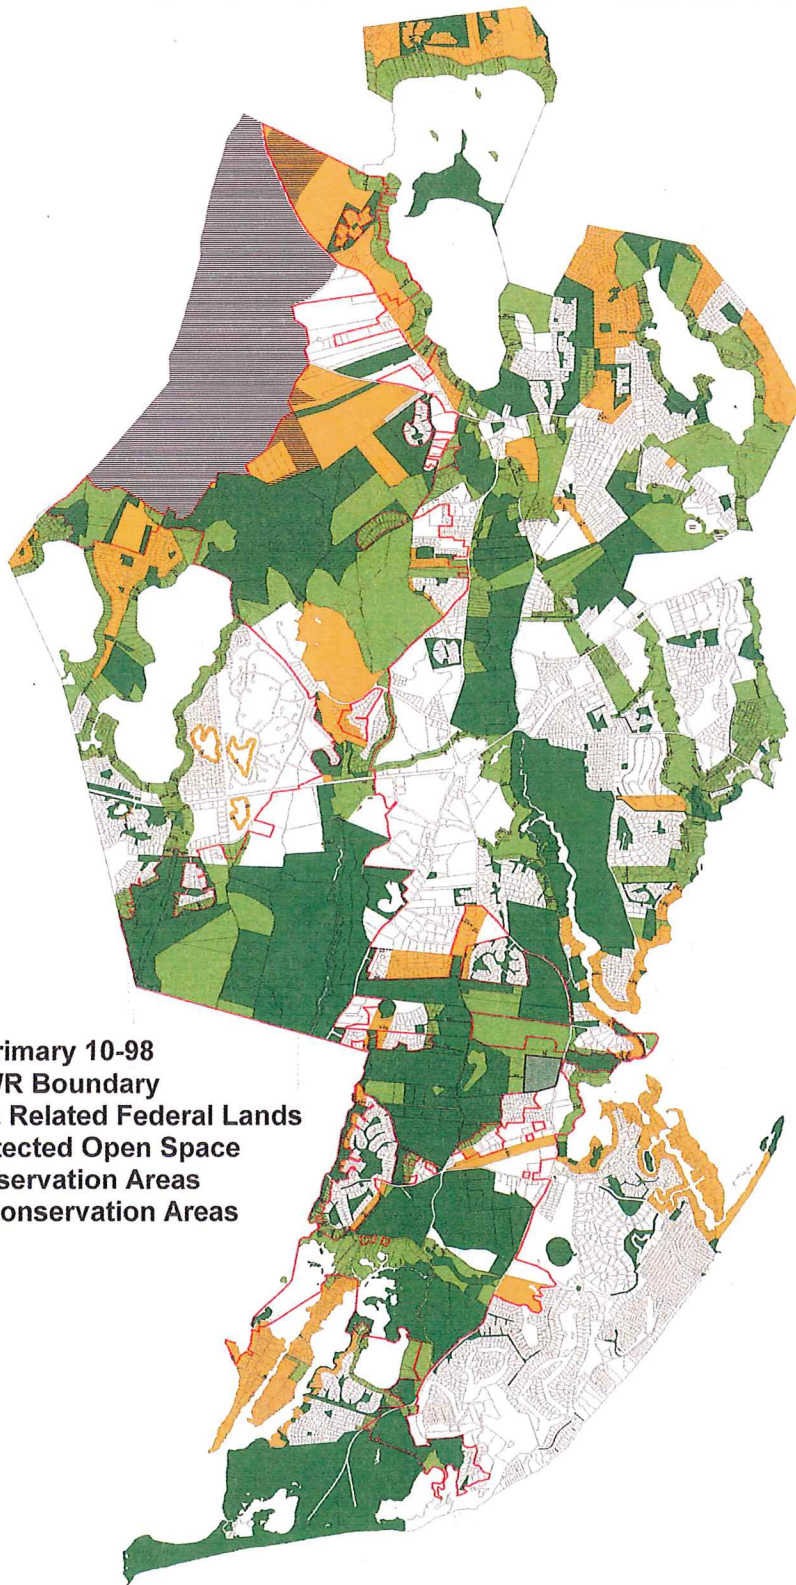 rimary 10-98
R Boundary
Related Federal Lands
tected Open Space
servation Areas
onservation Areas